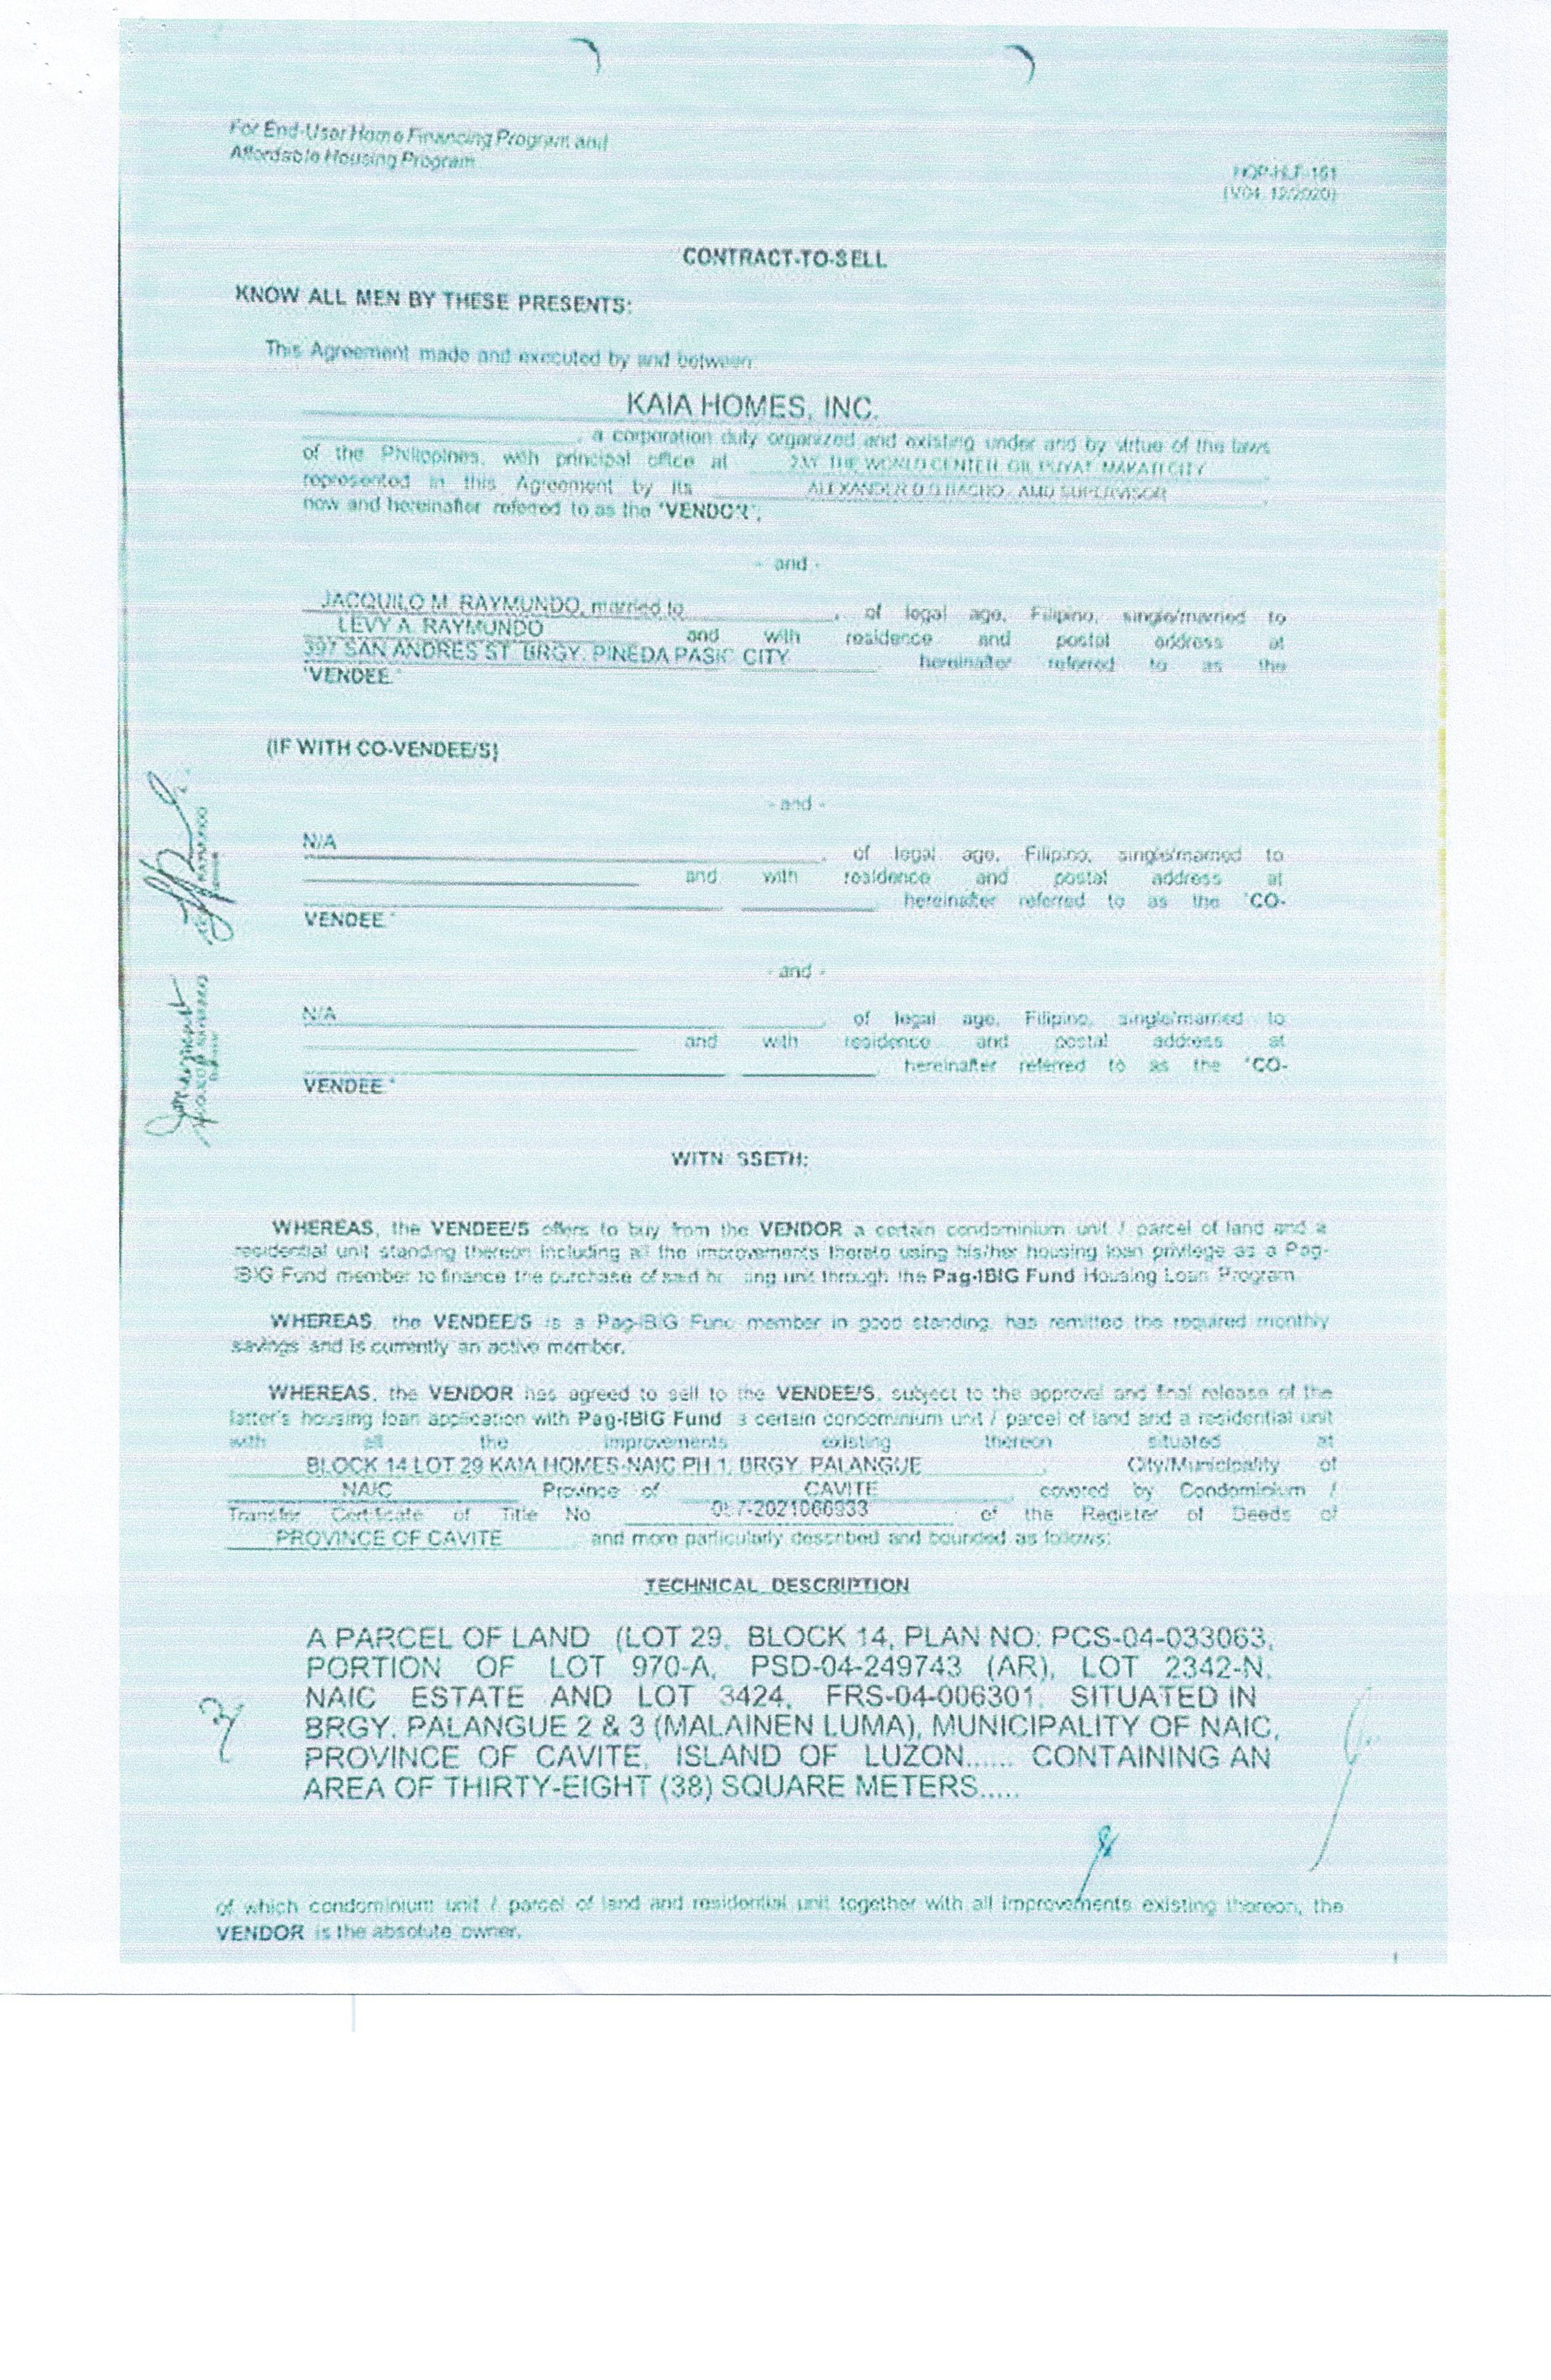 For End-User Home Financing Program and
Affordable Housing Program
HQP-HLF-161
(V04, 12/2020)
CONTRACT-TO-SELL
KNOW ALL MEN BY THESE PRESENTS:
This Agreement made and executed by and between:
KAIA HOMES, INC.
, a corporation duly organized and existing under and by virtue of the laws
of the Philippines, with principal office at THE WORLD CENTER GIL PUYAT MAKATI CITY
represented in this Agreement by its ALEXANDER AMD SUPERVISOR ,
now and hereinafter referred to as the "VENDOR";
- and -
JACQUILO M. RAYMUNDO, married to , of legal age, Filipino, single/married to
LEVY A. RAYMUNDO and with residence and postal address at
397 SAN ANDRES ST. BRGY. PINEDA PASIG CITY hereinafter referred to as the
"VENDEE."
(IF WITH CO-VENDEE/S)
- and -
N/A , of legal age, Filipino, single/married to
and with residence and postal address at
hereinafter referred to as the "CO-
VENDEE."
- and -
N/A , of legal age, Filipino, single/married to
and with residence and postal address at
hereinafter referred to as the "CO-
VENDEE."
WITN SSETH:
WHEREAS, the VENDEE/S offers to buy from the VENDOR a certain condominium unit / parcel of land and a
residential unit standing thereon including all the improvements thereto using his/her housing loan privilege as a Pag-
IBIG Fund member to finance the purchase of said ho ing unit through the Pag-IBIG Fund Housing Loan Program.
WHEREAS, the VENDEE/S is a Pag-IBIG Fund member in good standing, has remitted the required monthly
savings and is currently an active member.
WHEREAS, the VENDOR has agreed to sell to the VENDEE/S, subject to the approval and final release of the
latter's housing loan application with Pag-IBIG Fund a certain condominium unit / parcel of land and a residential unit
with all the improvements existing thereon situated at
BLOCK 14 LOT 29 KAIA HOMES-NAIC PH 1, BRGY. PALANGUE , City/Municipality of
NAIC Province of CAVITE , covered by Condominium /
Transfer Certificate of Title No. 057-2021066933 of the Register of Deeds of
PROVINCE OF CAVITE , and more particularly described and bounded as follows:
TECHNICAL DESCRIPTION
A PARCEL OF LAND (LOT 29, BLOCK 14, PLAN NO: PCS-04-033063,
PORTION OF LOT 970-A, PSD-04-249743 (AR), LOT 2342-N,
NAIC ESTATE AND LOT 3424, FRS-04-006301, SITUATED IN
BRGY. PALANGUE 2 & 3 (MALAINEN LUMA), MUNICIPALITY OF NAIC,
PROVINCE OF CAVITE, ISLAND OF LUZON...... CONTAINING AN
AREA OF THIRTY-EIGHT (38) SQUARE METERS.....
of which condominium unit / parcel of land and residential unit together with all improvements existing thereon, the
VENDOR is the absolute owner.
1